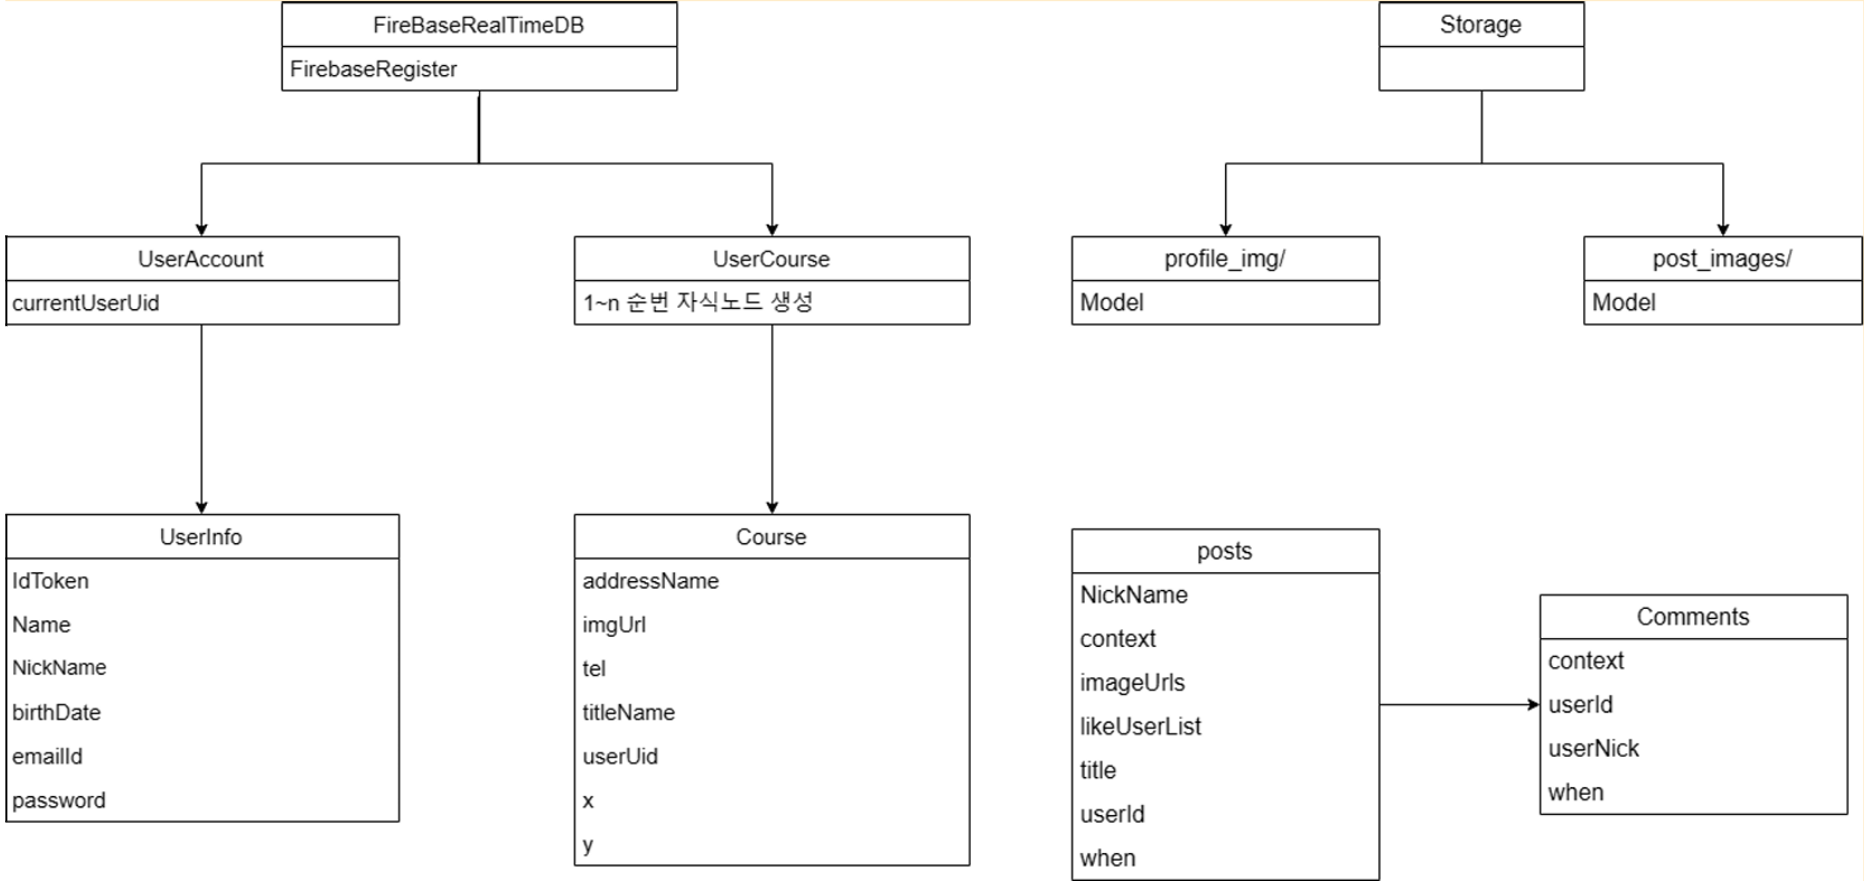 FireBaseRealTimeDB
FirebaseRegister
Storage
UserAccount
currentUserUid
UserCourse
1~n 순번 자식노드 생성
profile_img/
Model
post_images/
Model
UserInfo
IdToken
Name
NickName
birthDate
emailId
password
Course
addressName
imgUrl
tel
titleName
userUid
x
y
posts
NickName
context
imageUrls
likeUserList
title
userId
when
Comments
context
userId
userNick
when